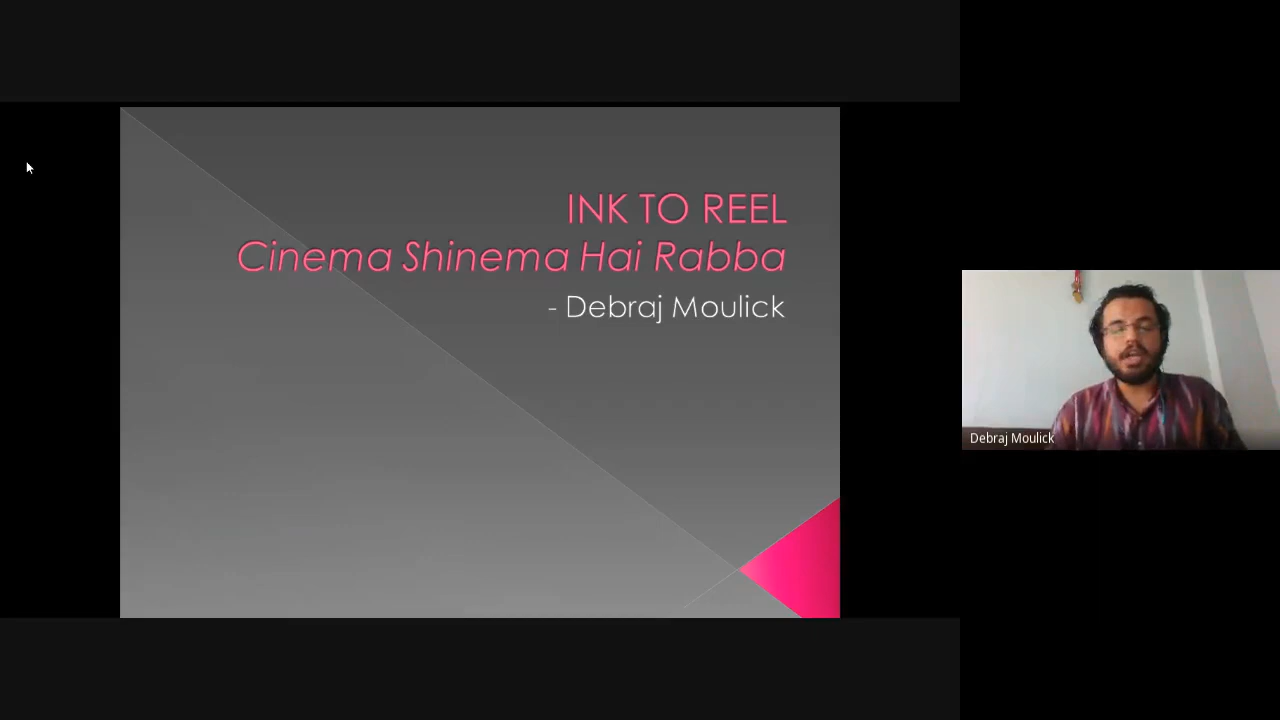 INK TO REEL
Cinema Shinema Hai Rabba
- Debraj Moulick
Debraj Moulick